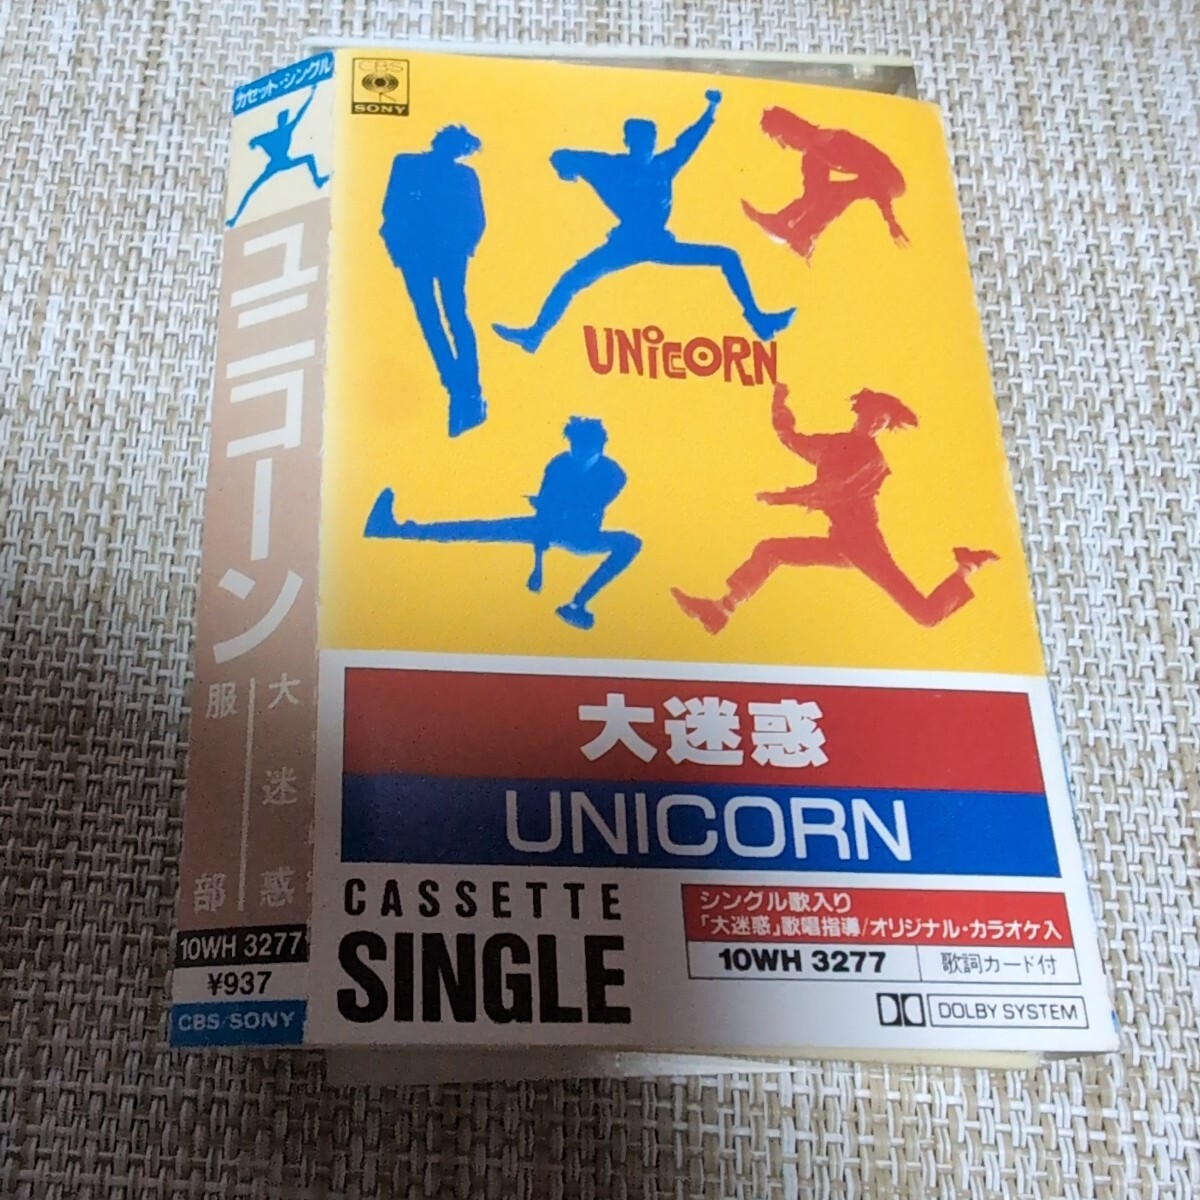 カセット・シングル
ユニコーン
大迷惑
服部
10WH 3277
¥937
CBS/SONY
CBS
SONY
UNICORN
大迷惑
UNICORN
CASSETTE
SINGLE
シングル歌入り
「大迷惑」歌唱指導/オリジナル・カラオケ入
10WH 3277
歌詞カード付
DOLBY SYSTEM